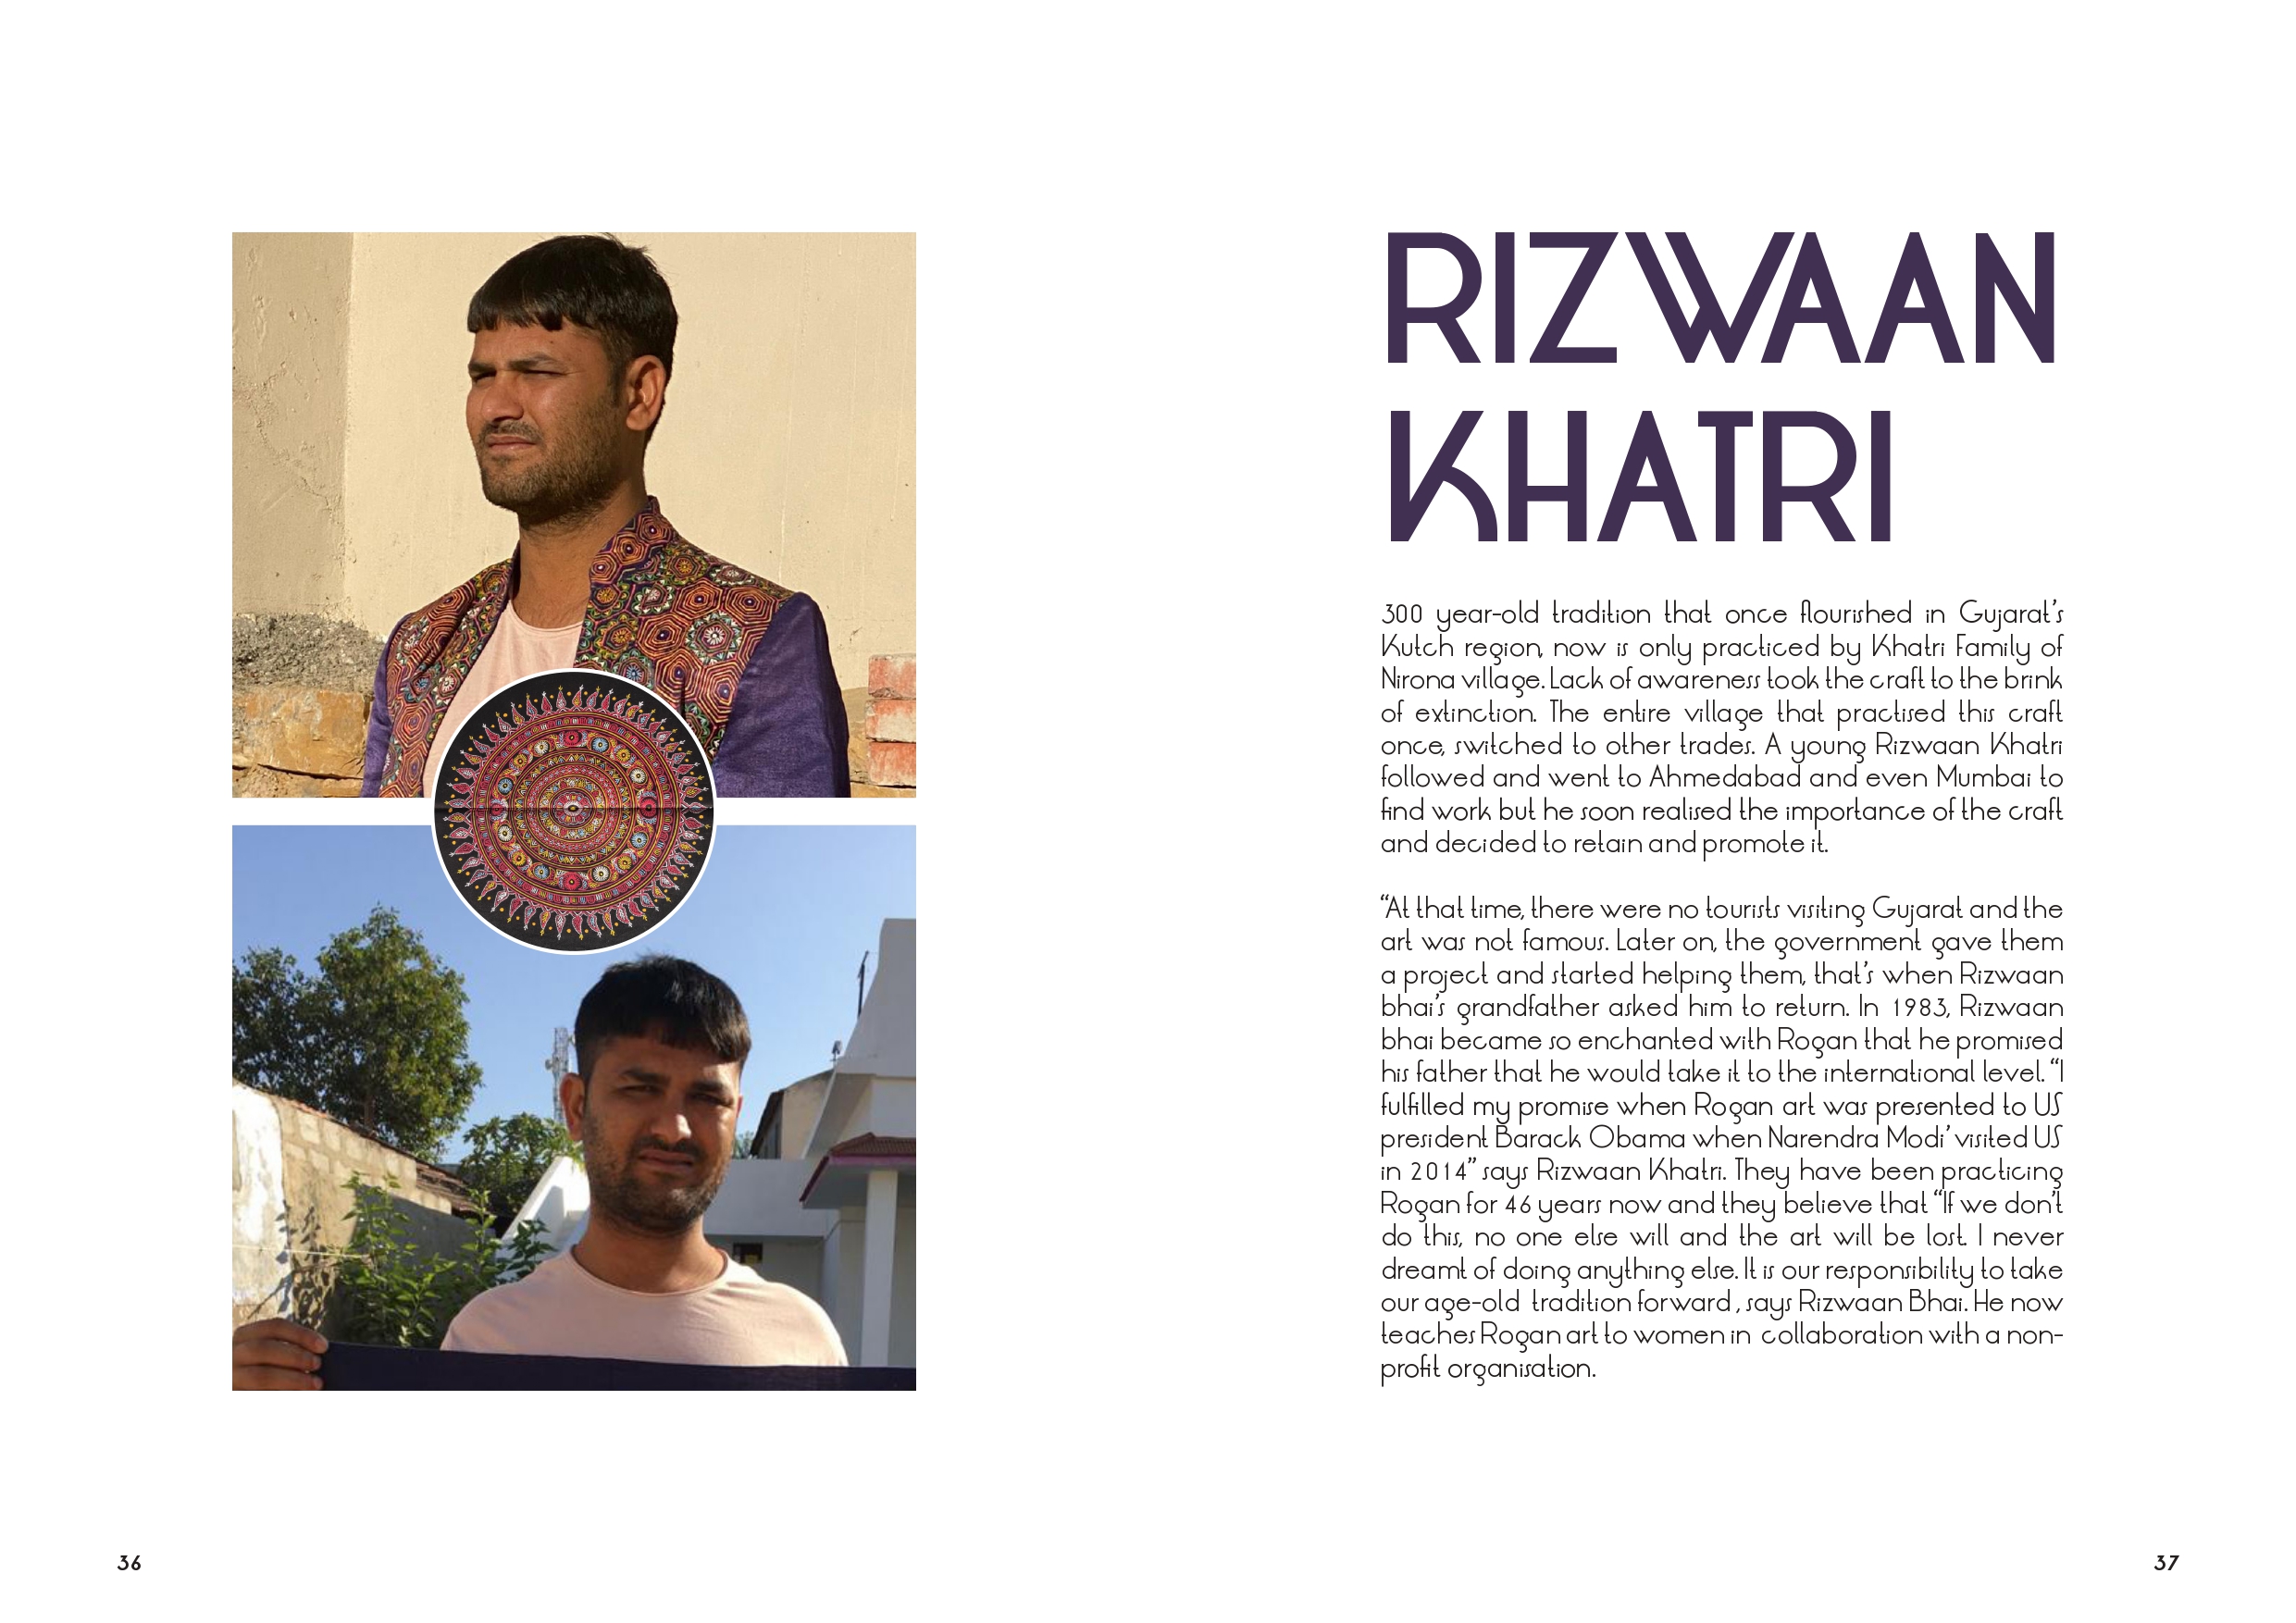 RIZWAAN
KHATRI
300 year-old tradition that once flourished in Gujarat's
Kutch region, now is only practiced by Khatri Family of
Nirona village. Lack of awareness took the craft to the brink
of extinction. The entire village that practised this craft
once, switched to other trades. A young Rizwaan Khatri
followed and went to Ahmedabad and even Mumbai to
find work but he soon realised the importance of the craft
and decided to retain and promote it.
“At that time, there were no tourists visiting Gujarat and the
art was not famous. Later on, the government gave them
a project and started helping them, that's when Rizwaan
bhai's grandfather asked him to return. In 1983, Rizwaan
bhai became so enchanted with Rogan that he promised
his father that he would take it to the international level. “I
fulfilled my promise when Rogan art was presented to US
president Barack Obama when Narendra Modi' visited US
in 2014” says Rizwaan Khatri. They have been practicing
Rogan for 46 years now and they believe that “If we don't
do this, no one else will and the art will be lost. I never
dreamt of doing anything else. It is our responsibility to take
our age-old tradition forward , says Rizwaan Bhai. He now
teaches Rogan art to women in collaboration with a non-
profit organisation.
36
37